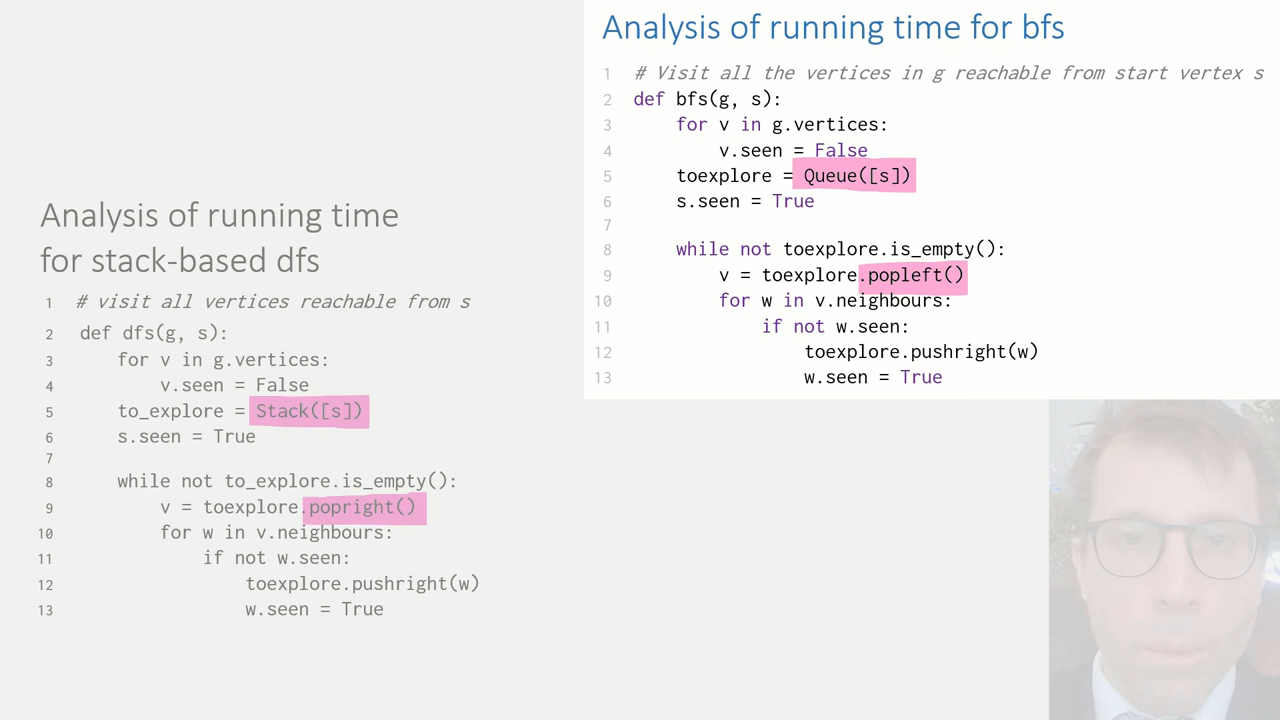 Analysis of running time for bfs
1 # Visit all the vertices in g reachable from start vertex s
2 def bfs(g, s):
3 for v in g.vertices:
4 v.seen = False
5 toexplore = Queue([s])
6 s.seen = True
7
8 while not toexplore.is_empty():
9 v = toexplore.popleft()
10 for w in v.neighbours:
11 if not w.seen:
12 toexplore.pushright(w)
13 w.seen = True
Analysis of running time
for stack-based dfs
1 # visit all vertices reachable from s
2 def dfs(g, s):
3 for v in g.vertices:
4 v.seen = False
5 to_explore = Stack([s])
6 s.seen = True
7
8 while not to_explore.is_empty():
9 v = toexplore.popright()
10 for w in v.neighbours:
11 if not w.seen:
12 toexplore.pushright(w)
13 w.seen = True